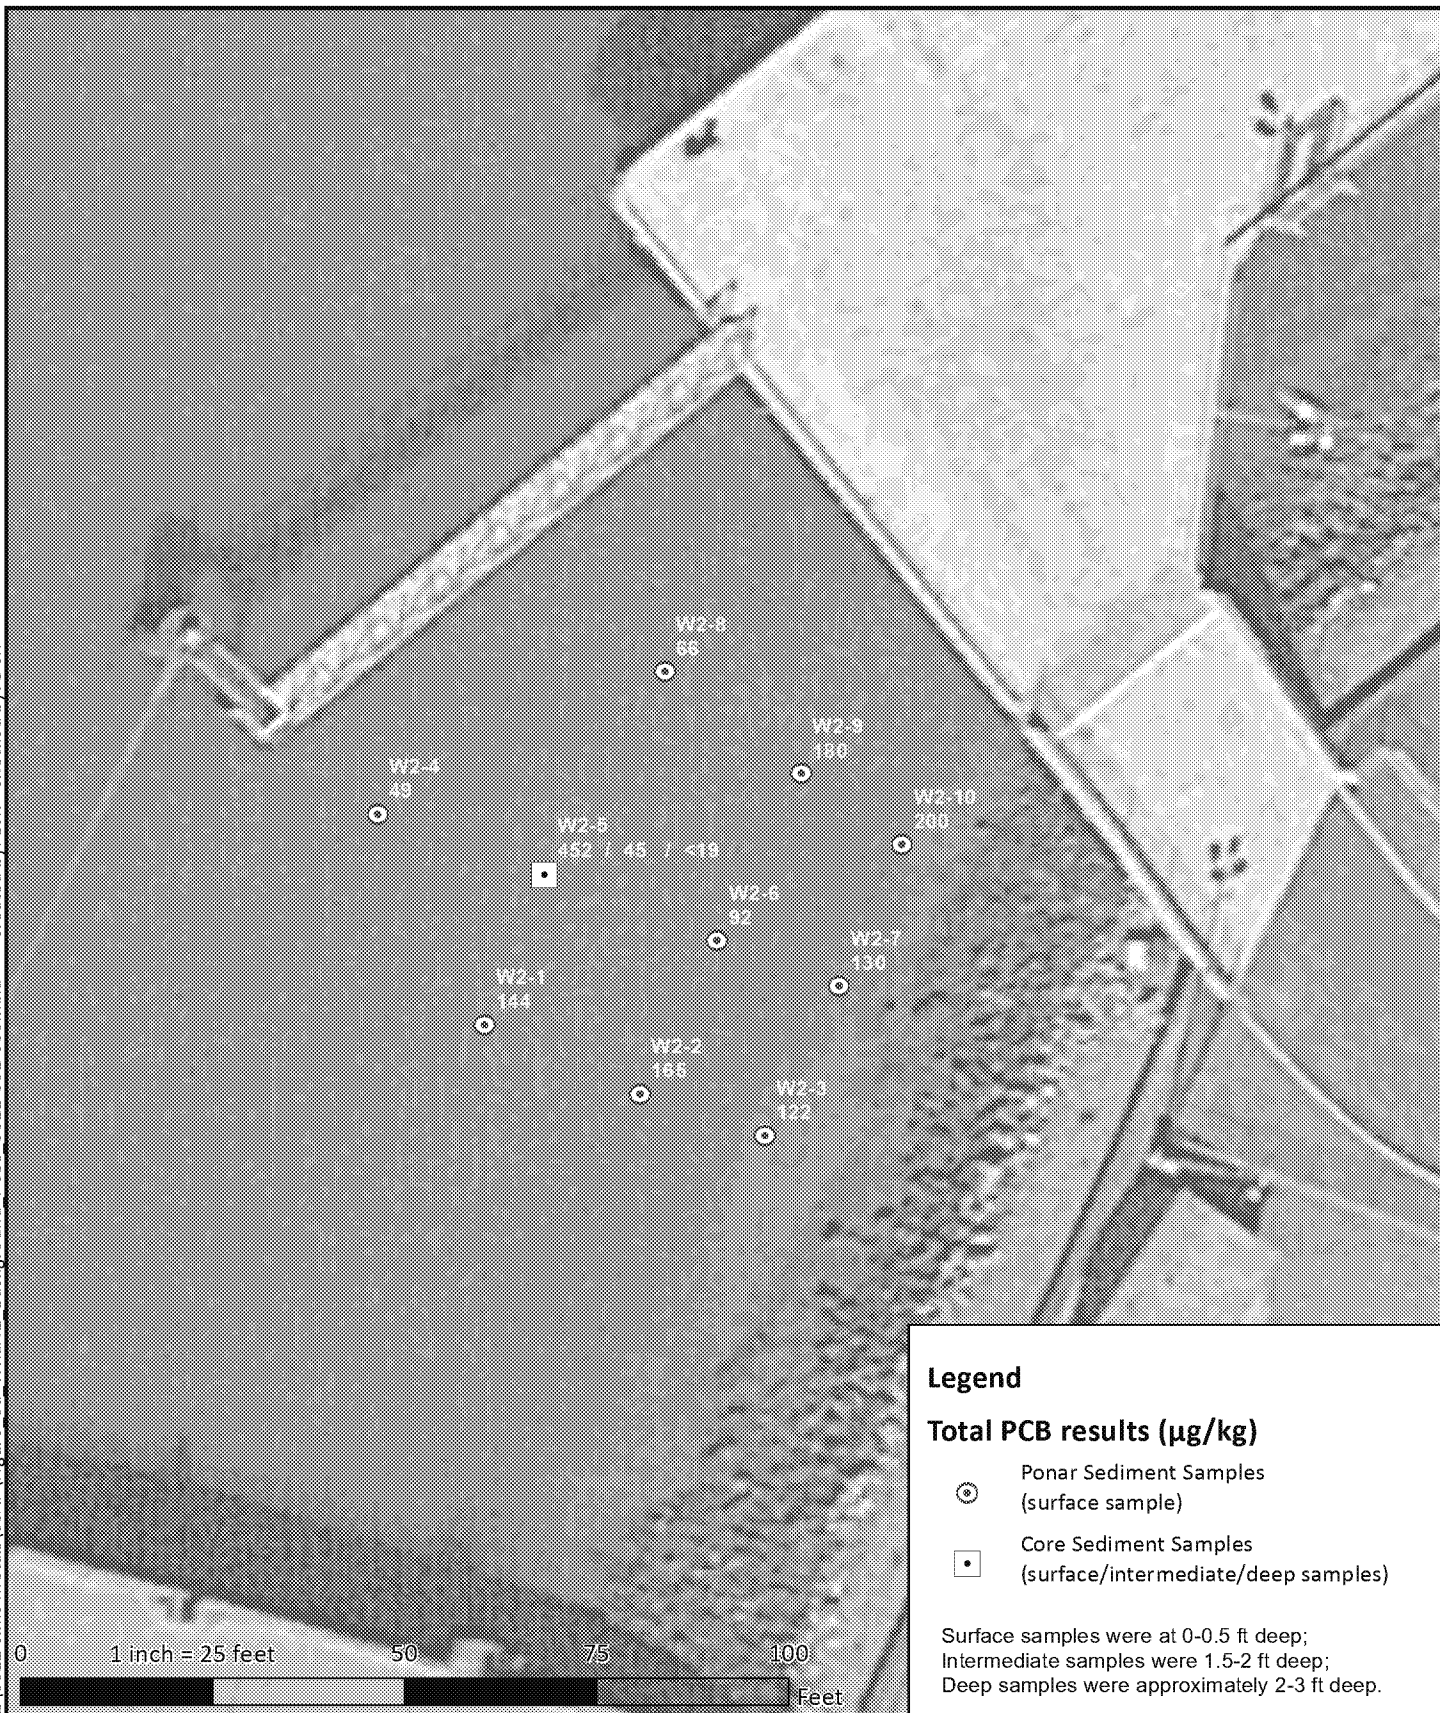 W2-8
66
W2-9
180
W2-4
49
W2-10
200
W2-5
452 / 45 / <19
W2-6
92
W2-7
130
W2-1
144
W2-2
166
W2-3
122
Legend
Total PCB results (µg/kg)
Ponar Sediment Samples
(surface sample)
Core Sediment Samples
(surface/intermediate/deep samples)
Surface samples were at 0-0.5 ft deep;
Intermediate samples were 1.5-2 ft deep;
Deep samples were approximately 2-3 ft deep.
0 1 inch = 25 feet 50 75 100
Feet